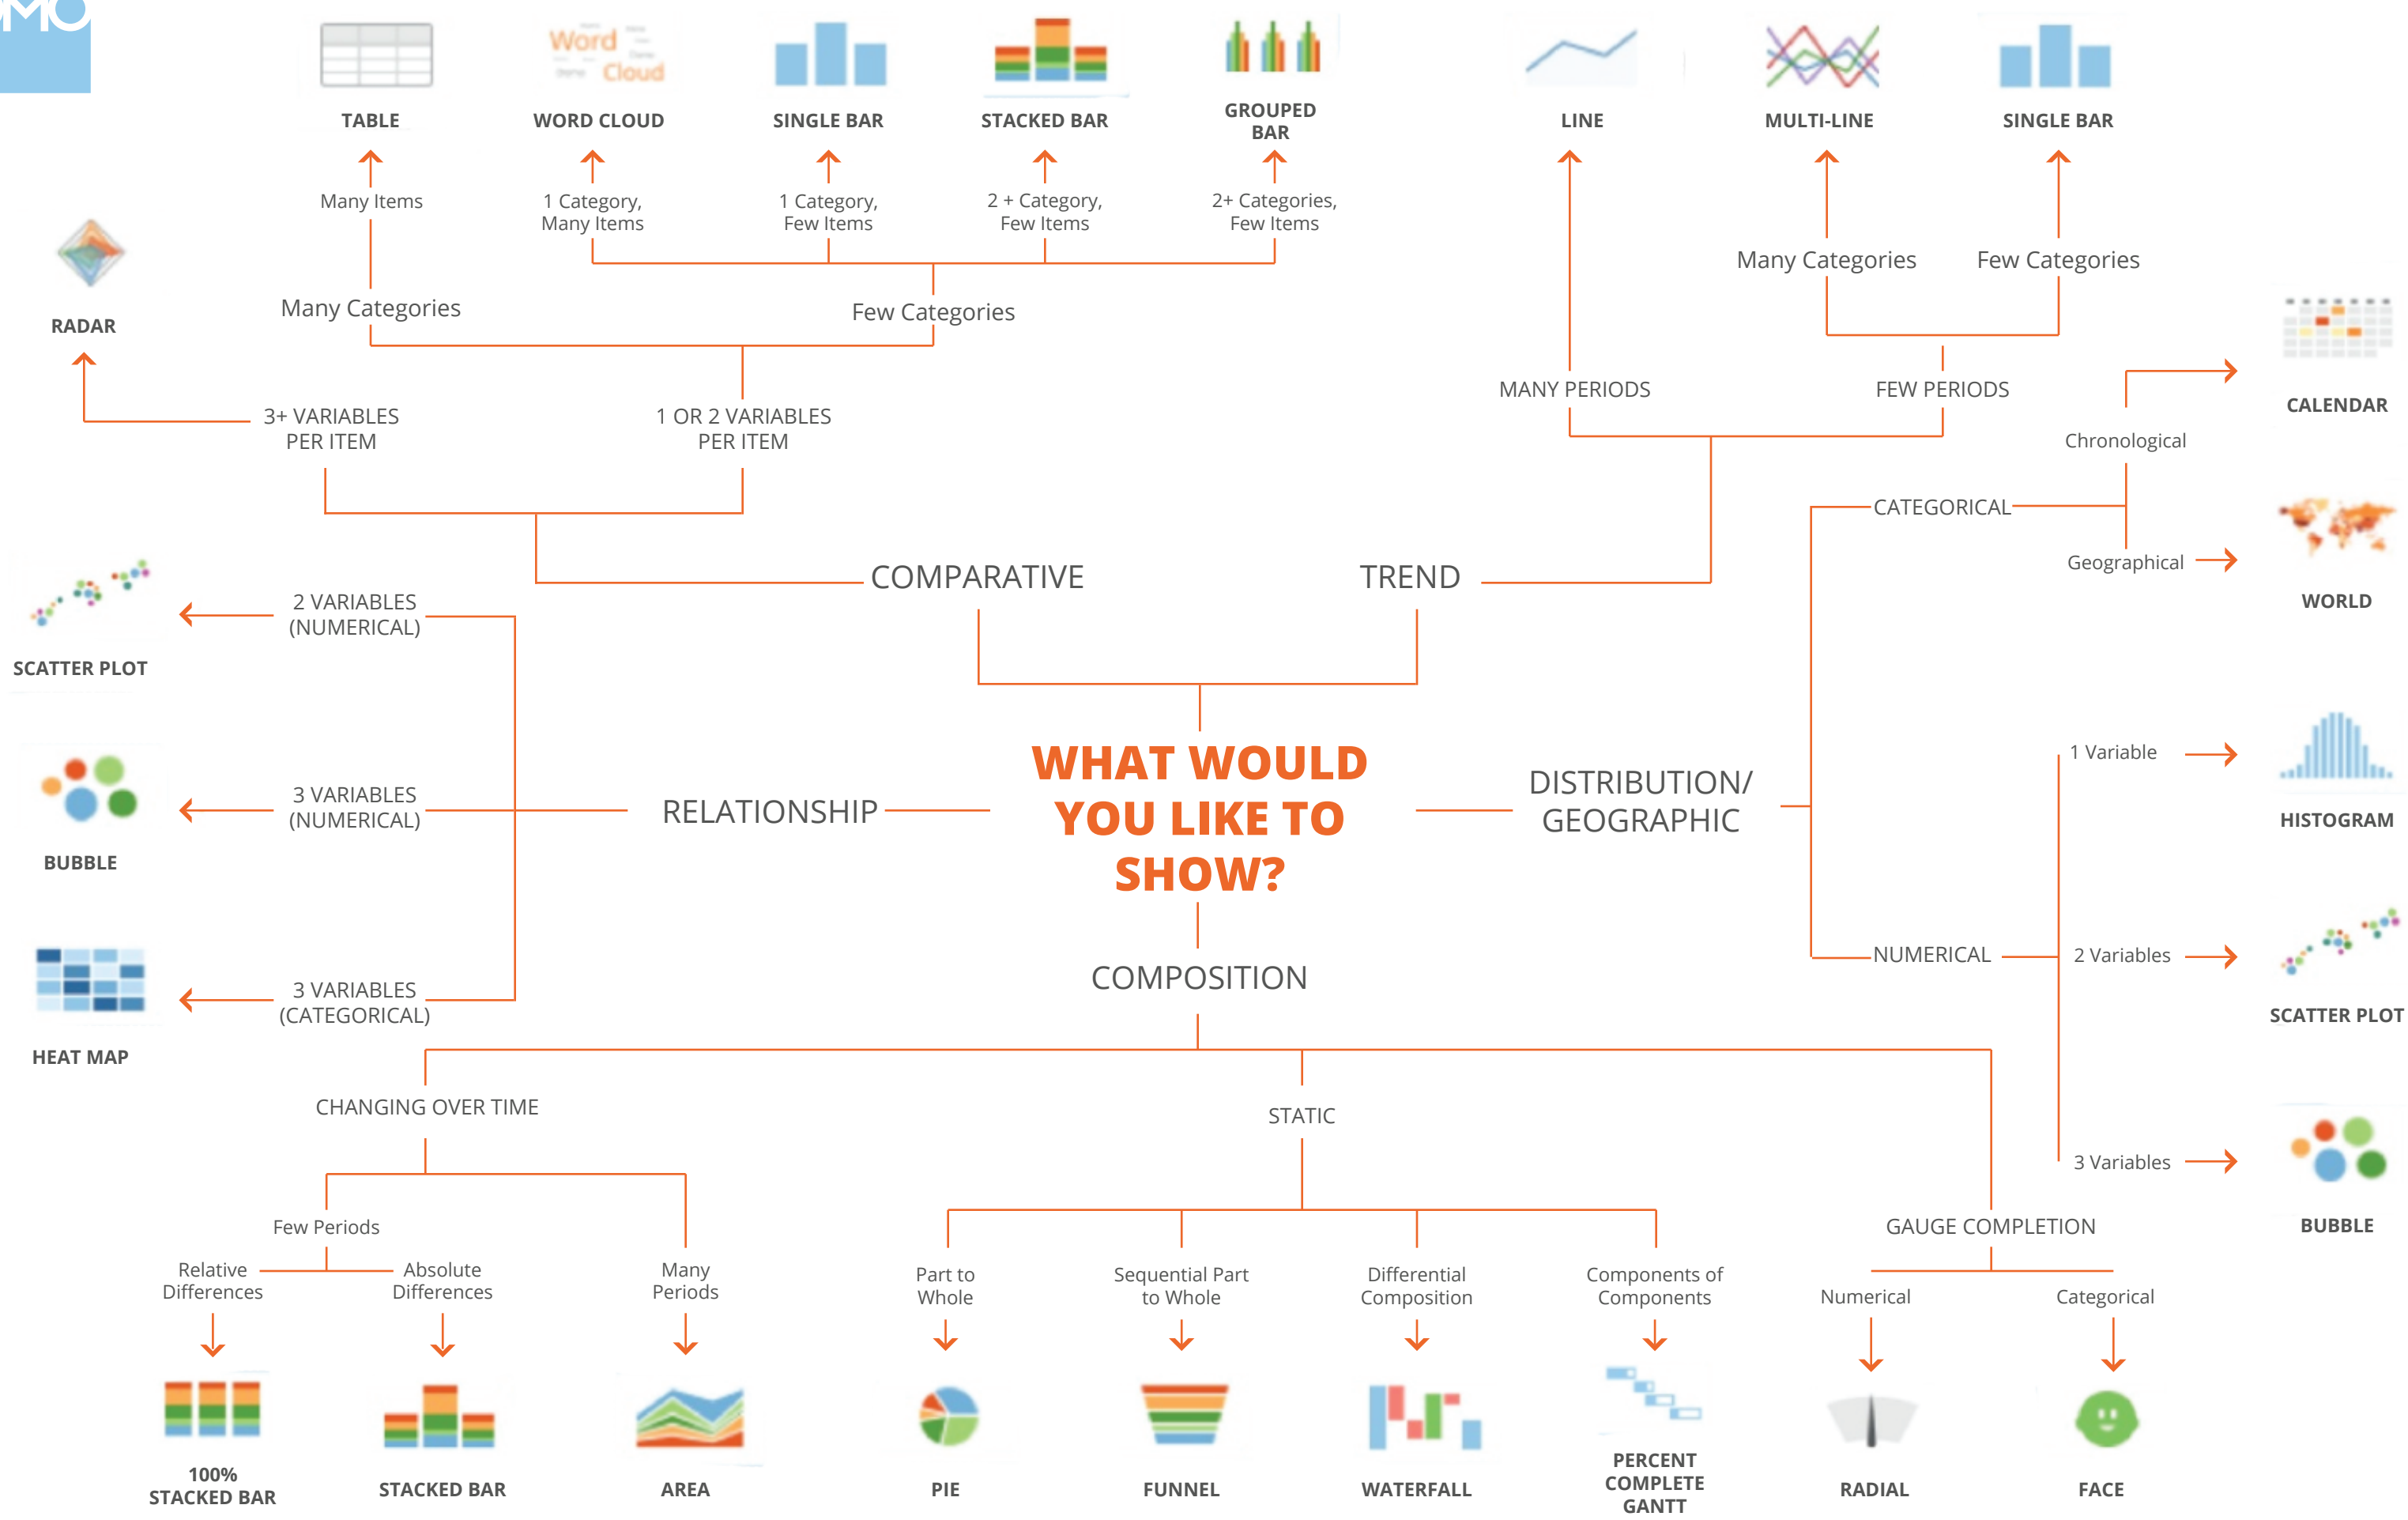 OMO
Word
Cloud
TABLE
WORD CLOUD
SINGLE BAR
STACKED BAR
GROUPED
BAR
LINE
MULTI-LINE
SINGLE BAR
Many Items
1 Category,
Many Items
1 Category,
Few Items
2 + Category,
Few Items
2+ Categories,
Few Items
Many Categories
Few Categories
RADAR
Many Categories
Few Categories
MANY PERIODS
FEW PERIODS
CALENDAR
3+ VARIABLES
PER ITEM
1 OR 2 VARIABLES
PER ITEM
Chronological
CATEGORICAL
Geographical
WORLD
COMPARATIVE
TREND
2 VARIABLES
(NUMERICAL)
SCATTER PLOT
WHAT WOULD
YOU LIKE TO
SHOW?
DISTRIBUTION/
GEOGRAPHIC
RELATIONSHIP
3 VARIABLES
(NUMERICAL)
BUBBLE
1 Variable
HISTOGRAM
NUMERICAL
2 Variables
SCATTER PLOT
COMPOSITION
3 VARIABLES
(CATEGORICAL)
HEAT MAP
CHANGING OVER TIME
STATIC
3 Variables
BUBBLE
Few Periods
GAUGE COMPLETION
Relative
Differences
Absolute
Differences
Many
Periods
Part to
Whole
Sequential Part
to Whole
Differential
Composition
Components of
Components
Numerical
Categorical
100%
STACKED BAR
STACKED BAR
AREA
PIE
FUNNEL
WATERFALL
PERCENT
COMPLETE
GANTT
RADIAL
FACE